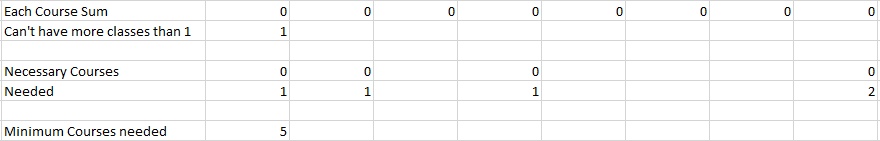 Each Course Sum 0 0 0 0 0 0 0 0
Can't have more classes than 1 1
Necessary Courses 0 0 0 0
Needed 1 1 1 2
Minimum Courses needed 5